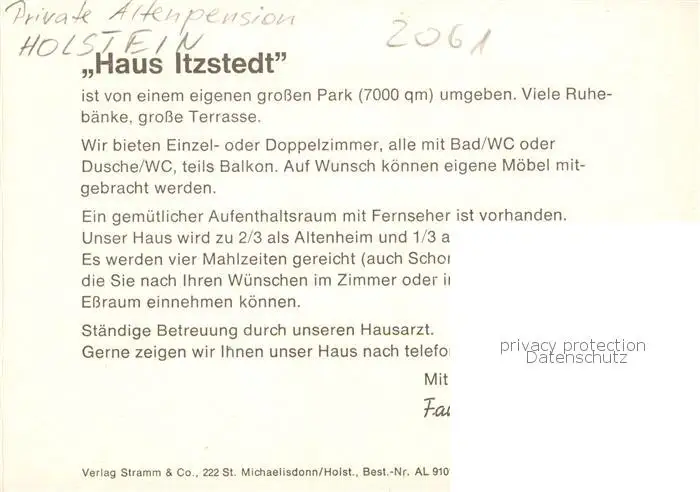 Private Altenpension
HOLSTEIN 2061
„Haus Itzstedt”
ist von einem eigenen großen Park (7000 qm) umgeben. Viele Ruhe-
bänke, große Terrasse.
Wir bieten Einzel- oder Doppelzimmer, alle mit Bad/WC oder
Dusche/WC, teils Balkon. Auf Wunsch können eigene Möbel mit-
gebracht werden.
Ein gemütlicher Aufenthaltsraum mit Fernseher ist vorhanden.
Unser Haus wird zu 2/3 als Altenheim und 1/3 a
Es werden vier Mahlzeiten gereicht (auch Schon
die Sie nach Ihren Wünschen im Zimmer oder i
Eßraum einnehmen können.
Ständige Betreuung durch unseren Hausarzt.
Gerne zeigen wir Ihnen unser Haus nach telefo
Mit
Fa
privacy protection
Datenschutz
Verlag Stramm & Co., 222 St. Michaelisdonn/Holst., Best.-Nr. AL 910